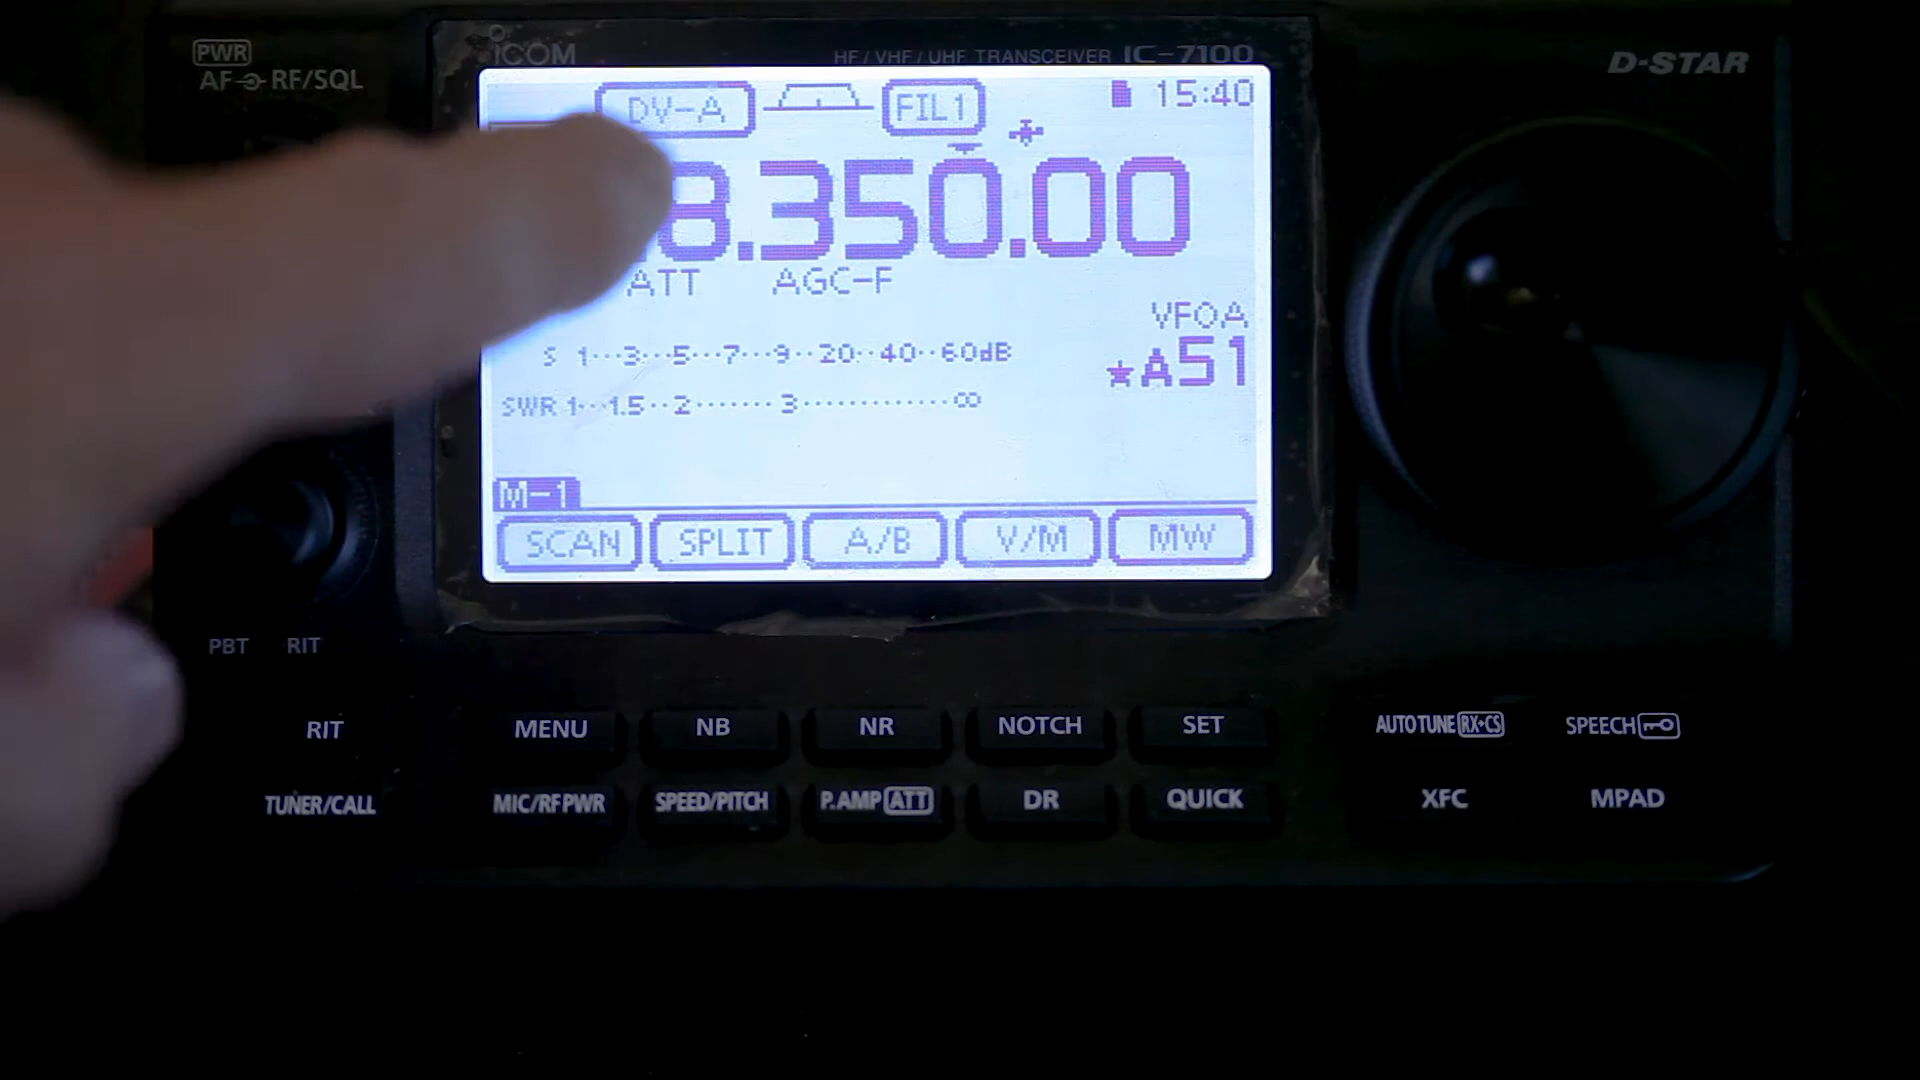 PWR
AF RF/SQL
ICOM
HF/VHF/UHF TRANSCEIVER IC-7100
D-STAR
DV-A FIL1 15:40
8.350.00
ATT AGC-F
VFOA
S 1···3···5···7···9··20··40··60dB
★A51
SWR 1···1.5··2·······3············∞
M-1
SCAN SPLIT A/B V/M MW
PBT RIT
RIT MENU NB NR NOTCH SET AUTOTUNE RX→CS SPEECH
TUNER/CALL MIC/RF PWR SPEED/PITCH P.AMP ATT DR QUICK XFC MPAD